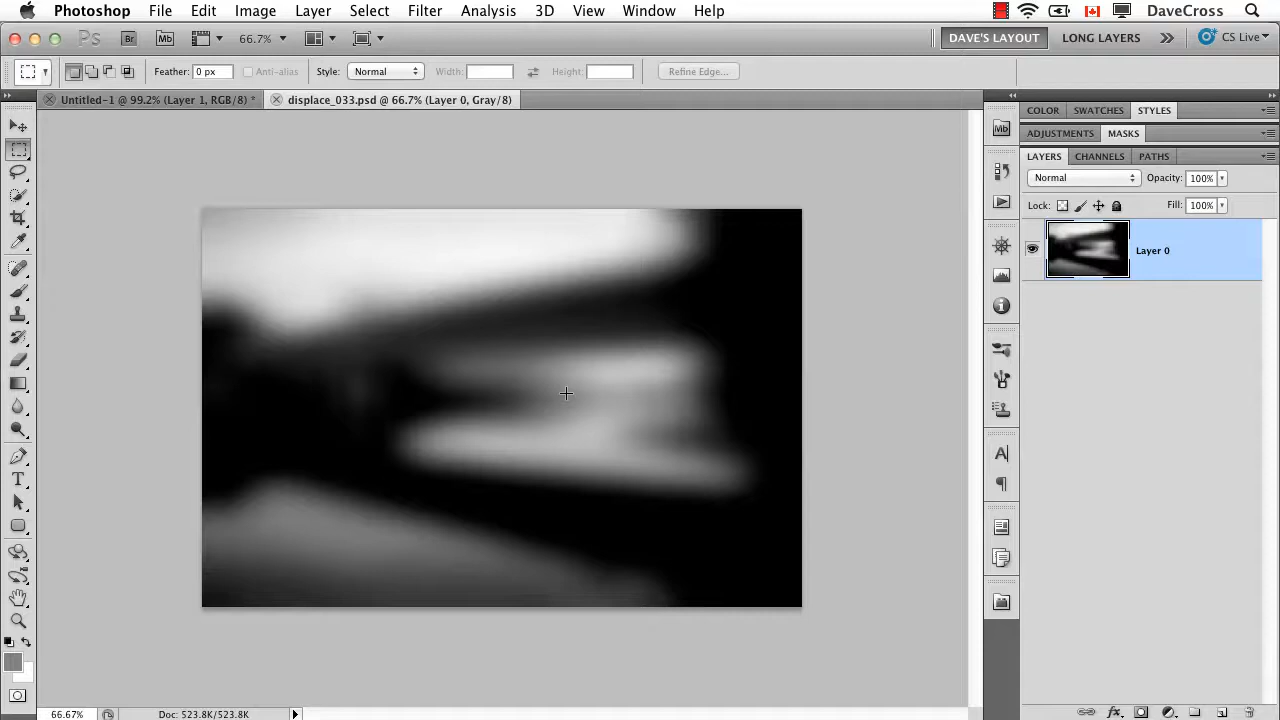 Photoshop File Edit Image Layer Select Filter Analysis 3D View Window Help DaveCross
Ps Br Mb 66.7% DAVE'S LAYOUT LONG LAYERS CS Live
Feather: 0 px Anti-alias Style: Normal Width: Height: Refine Edge...
Untitled-1 @ 99.2% (Layer 1, RGB/8) * displace_033.psd @ 66.7% (Layer 0, Gray/8)
COLOR SWATCHES STYLES
ADJUSTMENTS MASKS
LAYERS CHANNELS PATHS
Normal Opacity: 100%
Lock: Fill: 100%
Layer 0
66.67% Doc: 523.8K/523.8K